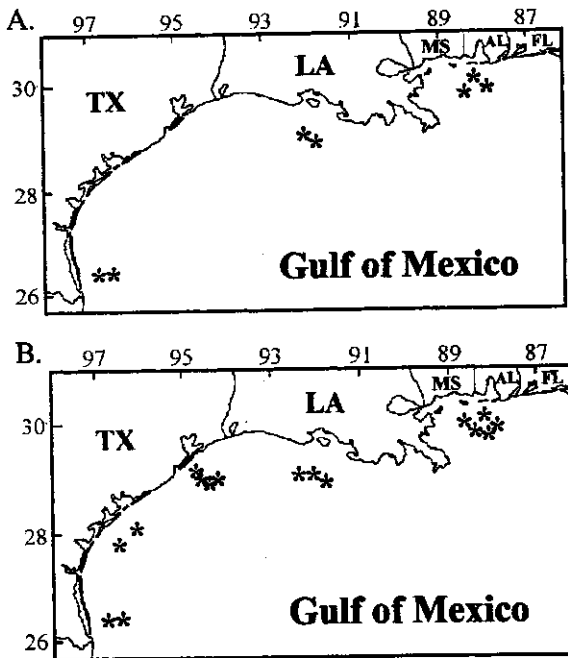 A.
97 95 93 91 89 87
MS AL FL
30
LA
TX
28
Gulf of Mexico
26
B.
97 95 93 91 89 87
MS AL FL
30
LA
TX
28
Gulf of Mexico
26